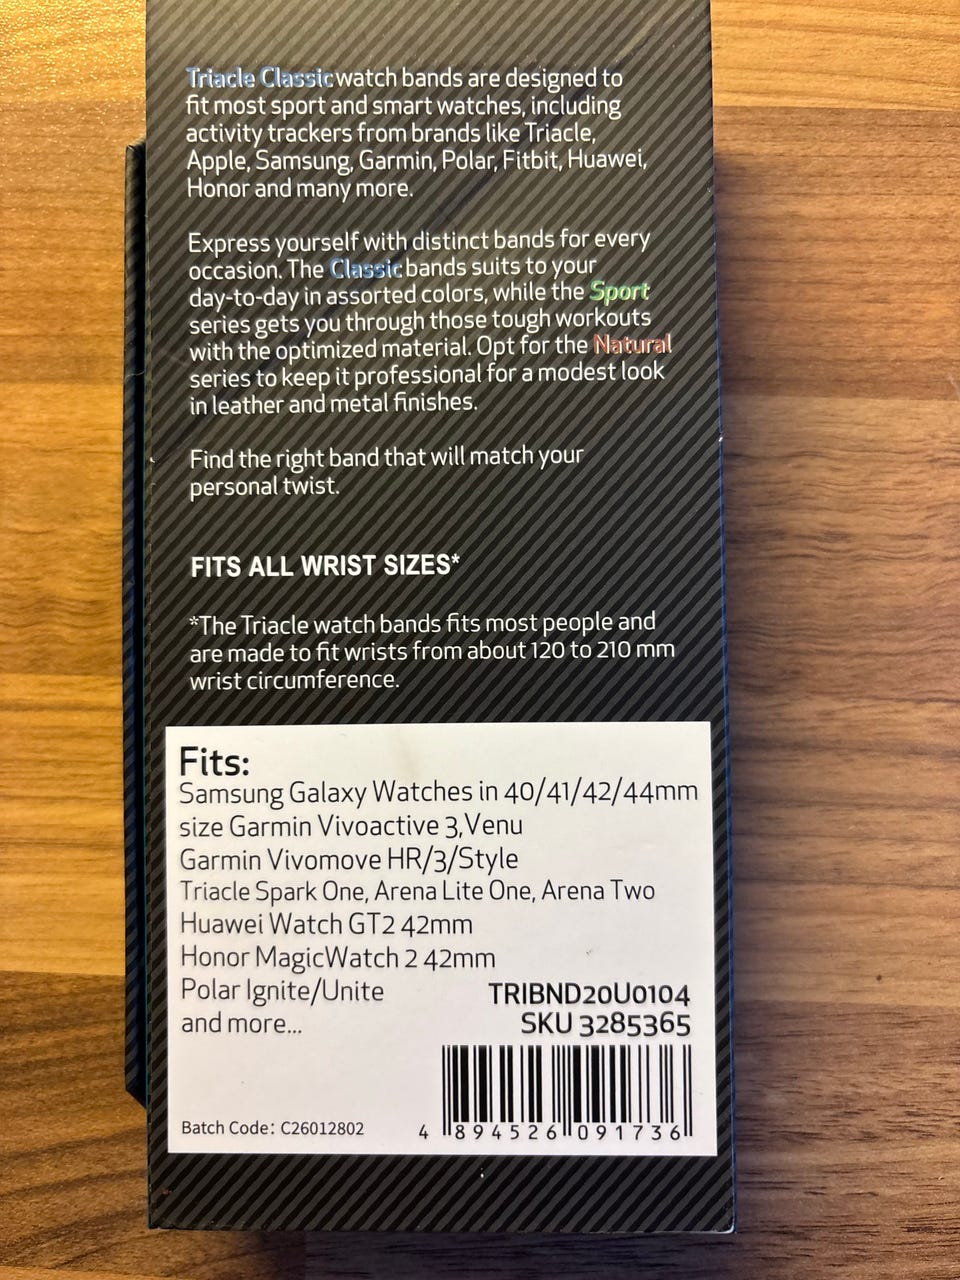 Triacle Classic watch bands are designed to
fit most sport and smart watches, including
activity trackers from brands like Triacle,
Apple, Samsung, Garmin, Polar, Fitbit, Huawei,
Honor and many more.
Express yourself with distinct bands for every
occasion. The Classic bands suits to your
day-to-day in assorted colors, while the Sport
series gets you through those tough workouts
with the optimized material. Opt for the Natural
series to keep it professional for a modest look
in leather and metal finishes.
Find the right band that will match your
personal twist.
FITS ALL WRIST SIZES*
*The Triacle watch bands fits most people and
are made to fit wrists from about 120 to 210 mm
wrist circumference.
Fits:
Samsung Galaxy Watches in 40/41/42/44mm
size Garmin Vivoactive 3,Venu
Garmin Vivomove HR/3/Style
Triacle Spark One, Arena Lite One, Arena Two
Huawei Watch GT2 42mm
Honor MagicWatch 2 42mm
Polar Ignite/Unite
and more...
TRIBND20U0104
SKU 3285365
Batch Code: C26012802
4 894526 091736